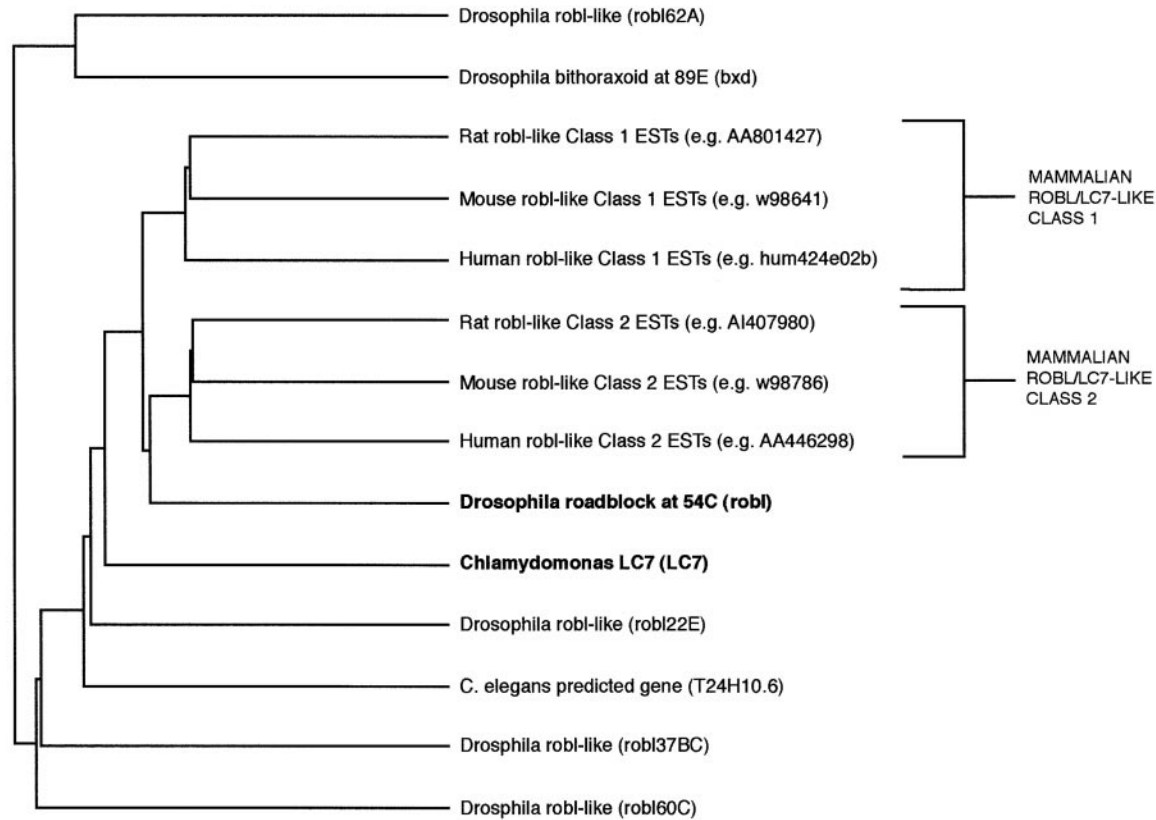 Drosophila robl-like (robl62A)
Drosophila bithoraxoid at 89E (bxd)
Rat robl-like Class 1 ESTs (e.g. AA801427)
Mouse robl-like Class 1 ESTs (e.g. w98641)
Human robl-like Class 1 ESTs (e.g. hum424e02b)
MAMMALIAN
ROBL/LC7-LIKE
CLASS 1
Rat robl-like Class 2 ESTs (e.g. AI407980)
Mouse robl-like Class 2 ESTs (e.g. w98786)
Human robl-like Class 2 ESTs (e.g. AA446298)
MAMMALIAN
ROBL/LC7-LIKE
CLASS 2
Drosophila roadblock at 54C (robl)
Chlamydomonas LC7 (LC7)
Drosophila robl-like (robl22E)
C. elegans predicted gene (T24H10.6)
Drosphila robl-like (robl37BC)
Drosphila robl-like (robl60C)